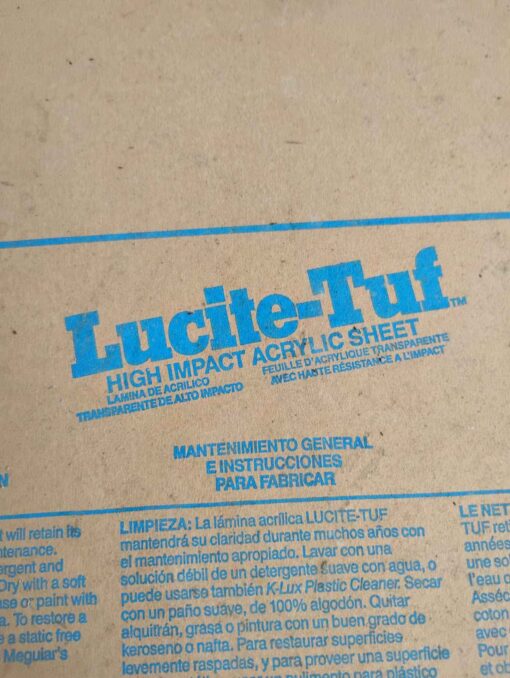 Lucite-Tuf™
HIGH IMPACT ACRYLIC SHEET
LAMINA DE ACRILICO
TRANSPARENTE DE ALTO IMPACTO
FEUILLE D'ACRYLIQUE TRANSPARENTE
AVEC HAUTE RÉSISTANCE A L'IMPACT
N
MANTENIMIENTO GENERAL
E INSTRUCCIONES
PARA FABRICAR
will retain its
ntenance.
ergent and
Dry with a soft
se or paint with
a. To restore a
e a static free
Meguiar's
LIMPIEZA: La lámina acrílica LUCITE-TUF
mantendrá su claridad durante muchos años con
el mantenimiento apropiado. Lavar con una
solución débil de un detergente suave con agua, o
puede usarse también K-Lux Plastic Cleaner. Secar
con un paño suave, de 100% algodón. Quitar
alquitrán, grasa o pintura con un buen grado de
keroseno o nafta. Para restaurar superficies
levemente raspadas, y para proveer una superficie
pulimento para plástico
LE NET
TUF ret
années
une so
l'eau
Asséc
coton
avec
Pour
et ob